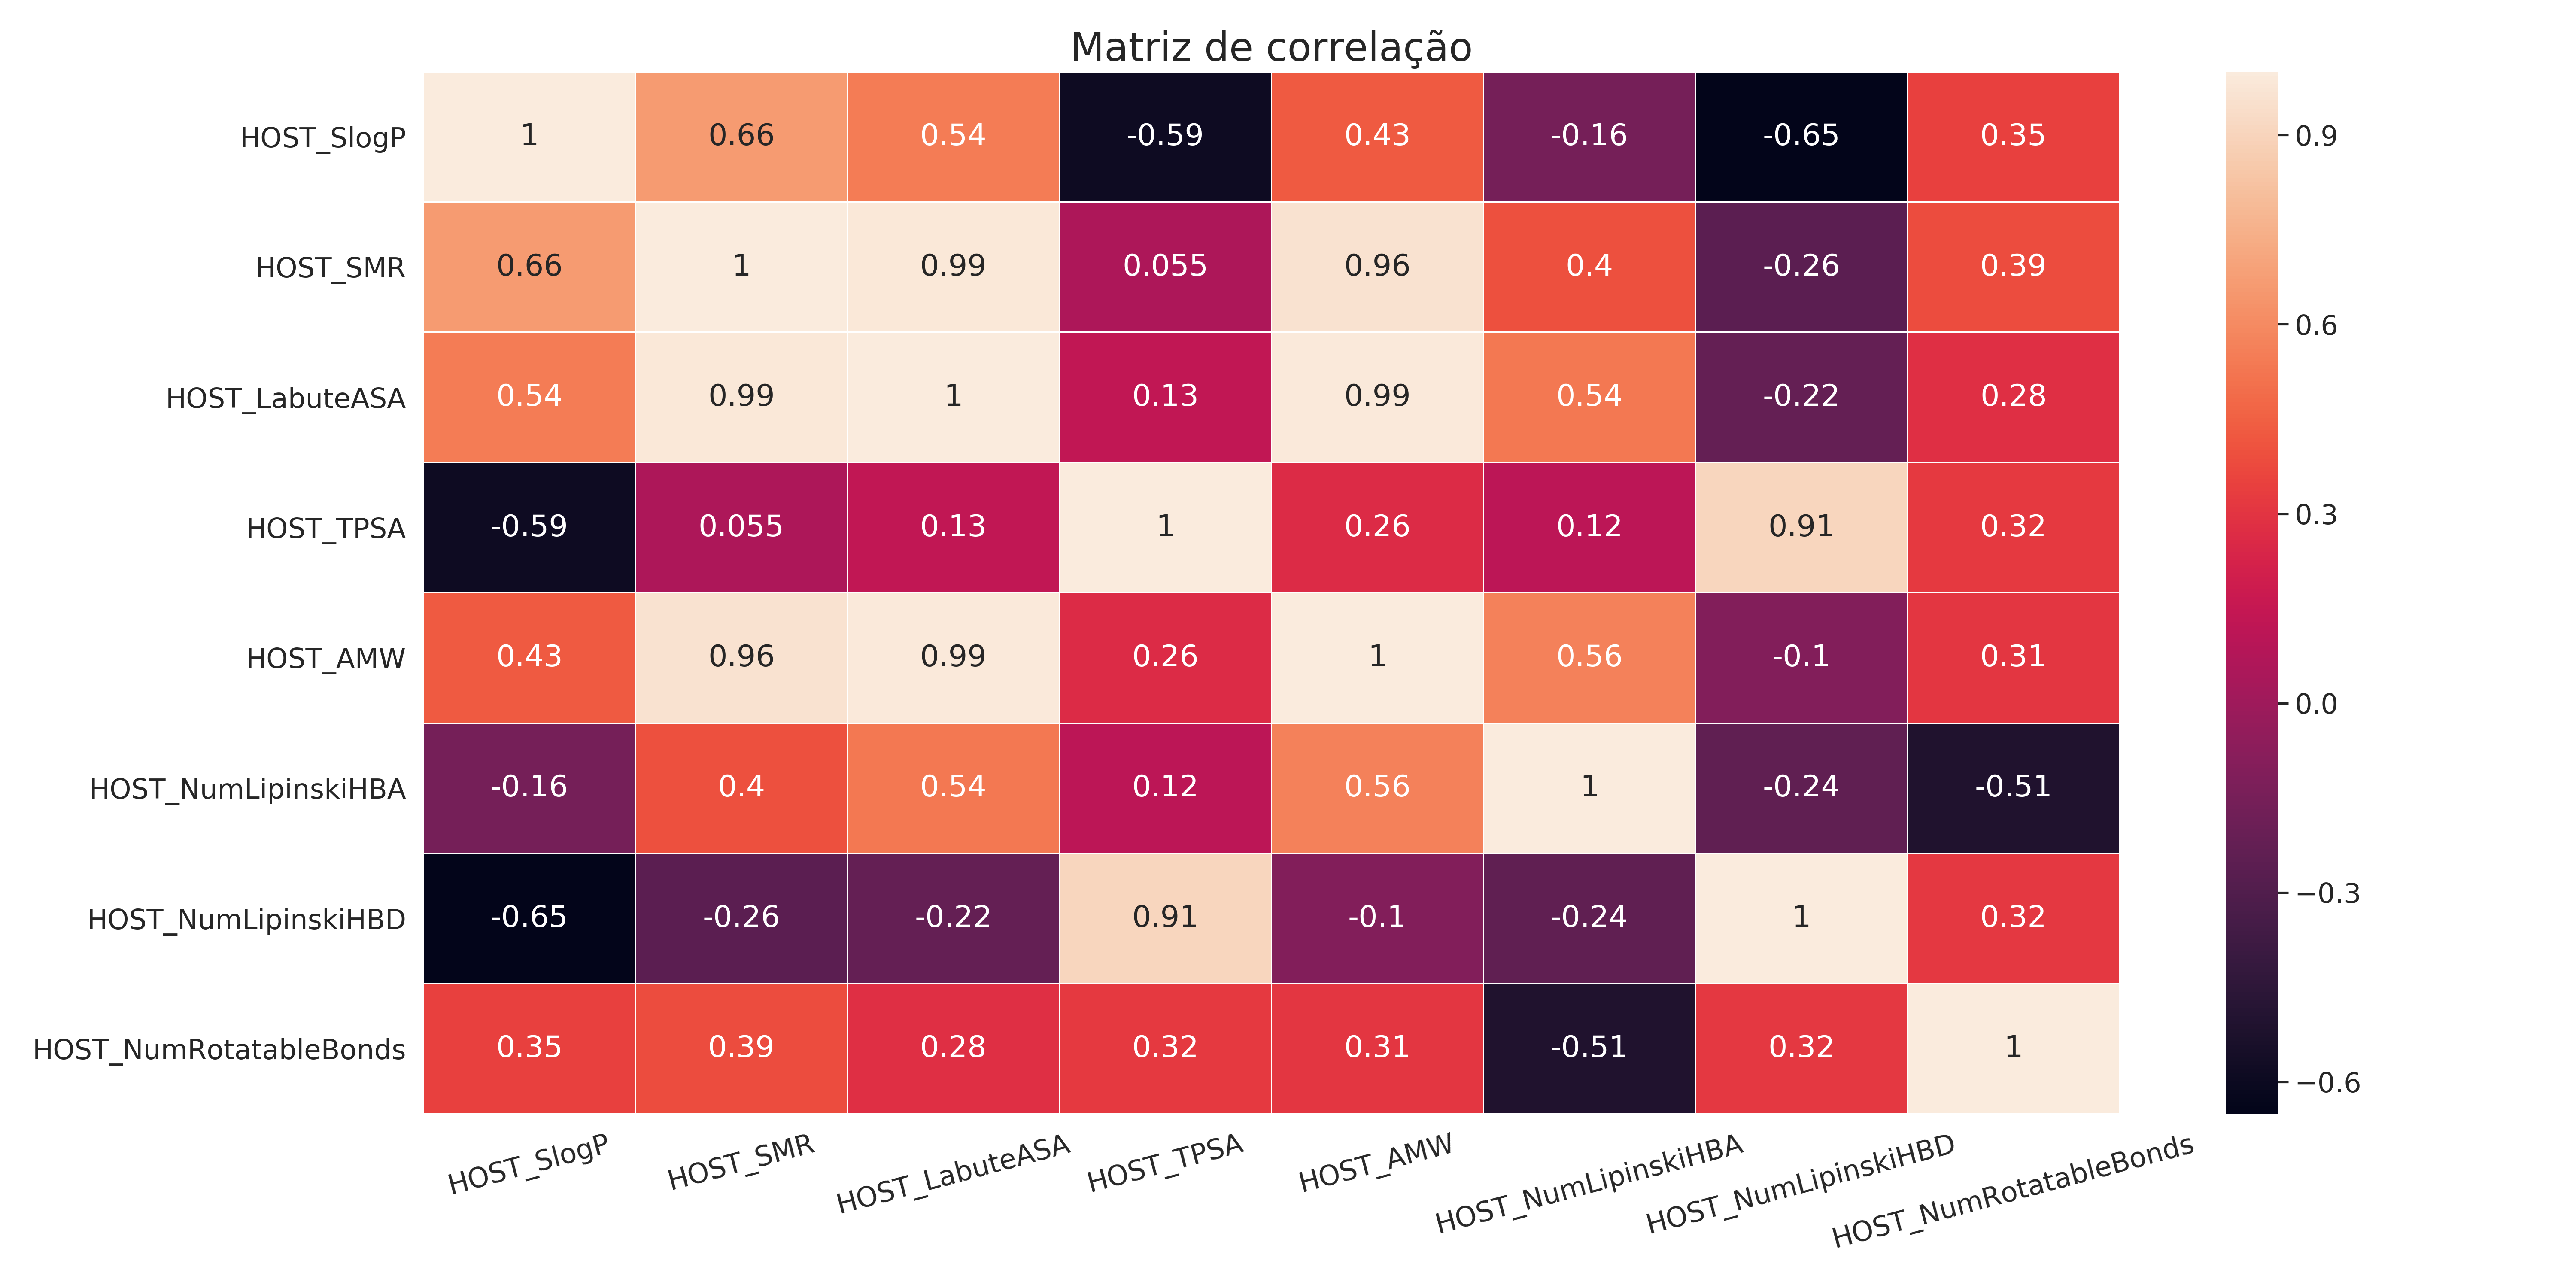 Matriz de correlação
HOST_SlogP 1 0.66 0.54 -0.59 0.43 -0.16 -0.65 0.35
HOST_SMR 0.66 1 0.99 0.055 0.96 0.4 -0.26 0.39
HOST_LabuteASA 0.54 0.99 1 0.13 0.99 0.54 -0.22 0.28
HOST_TPSA -0.59 0.055 0.13 1 0.26 0.12 0.91 0.32
HOST_AMW 0.43 0.96 0.99 0.26 1 0.56 -0.1 0.31
HOST_NumLipinskiHBA -0.16 0.4 0.54 0.12 0.56 1 -0.24 -0.51
HOST_NumLipinskiHBD -0.65 -0.26 -0.22 0.91 -0.1 -0.24 1 0.32
HOST_NumRotatableBonds 0.35 0.39 0.28 0.32 0.31 -0.51 0.32 1
HOST_SlogP HOST_SMR HOST_LabuteASA HOST_TPSA HOST_AMW HOST_NumLipinskiHBA HOST_NumLipinskiHBD HOST_NumRotatableBonds
0.9
0.6
0.3
0.0
−0.3
−0.6